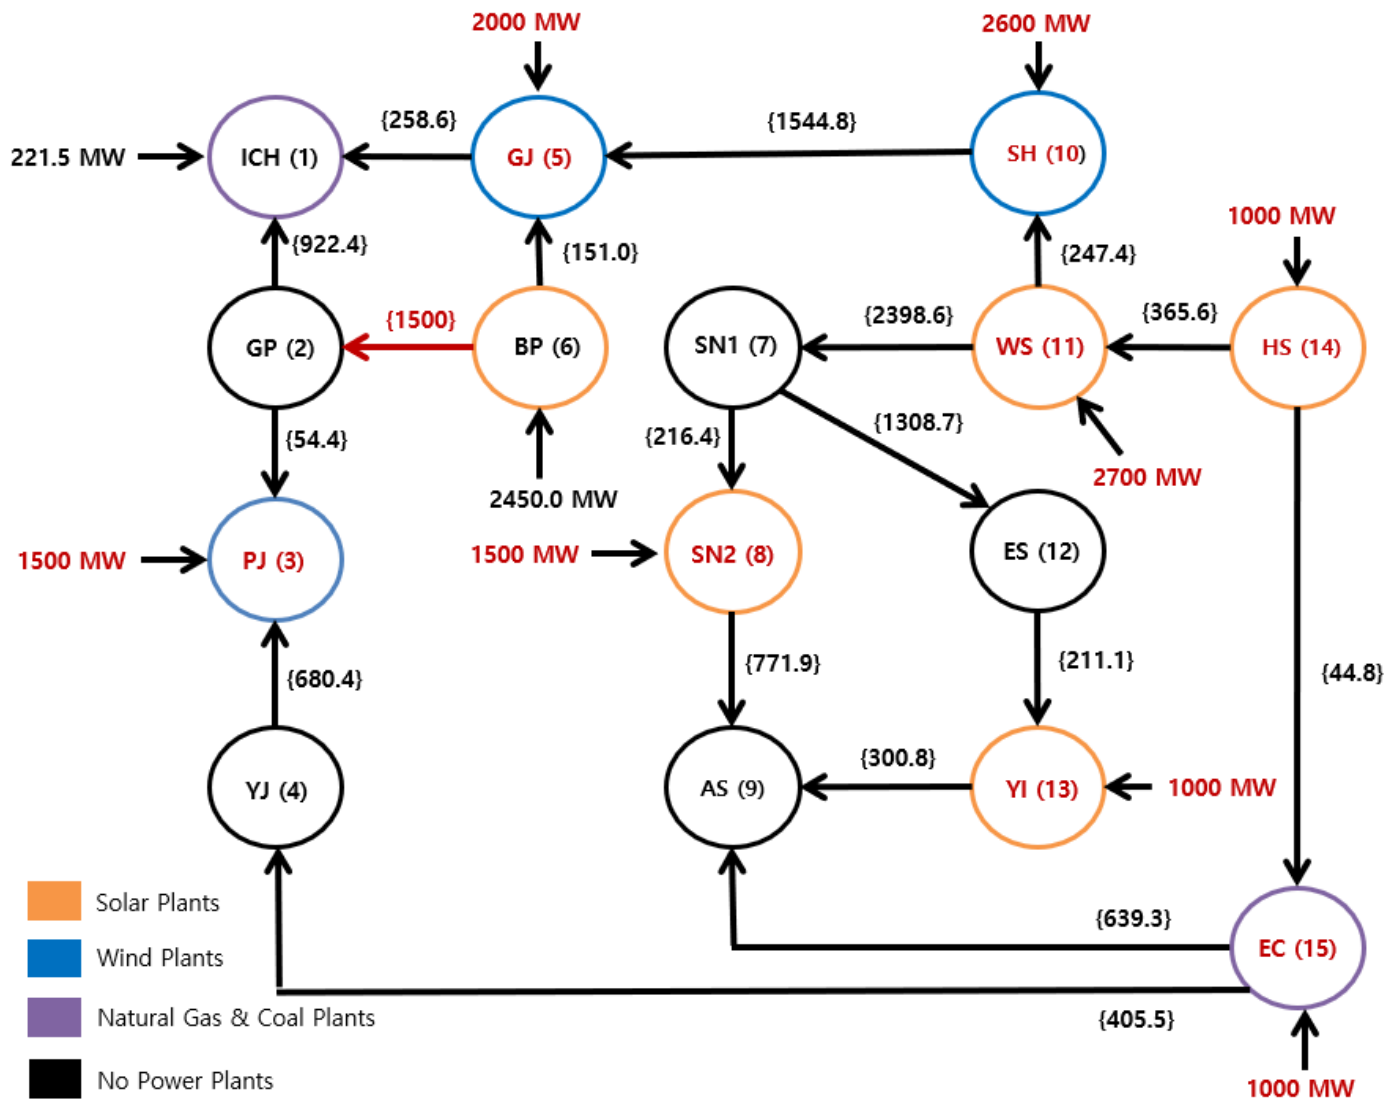 2000 MW
2600 MW
{258.6}
{1544.8}
221.5 MW
ICH (1)
GJ (5)
SH (10)
1000 MW
{922.4}
{151.0}
{247.4}
{1500}
{2398.6}
{365.6}
GP (2)
BP (6)
SN1 (7)
WS (11)
HS (14)
{54.4}
{216.4}
{1308.7}
2450.0 MW
2700 MW
1500 MW
PJ (3)
1500 MW
SN2 (8)
ES (12)
{680.4}
{771.9}
{211.1}
{44.8}
YJ (4)
AS (9)
{300.8}
YI (13)
1000 MW
Solar Plants
{639.3}
Wind Plants
EC (15)
Natural Gas & Coal Plants
{405.5}
No Power Plants
1000 MW